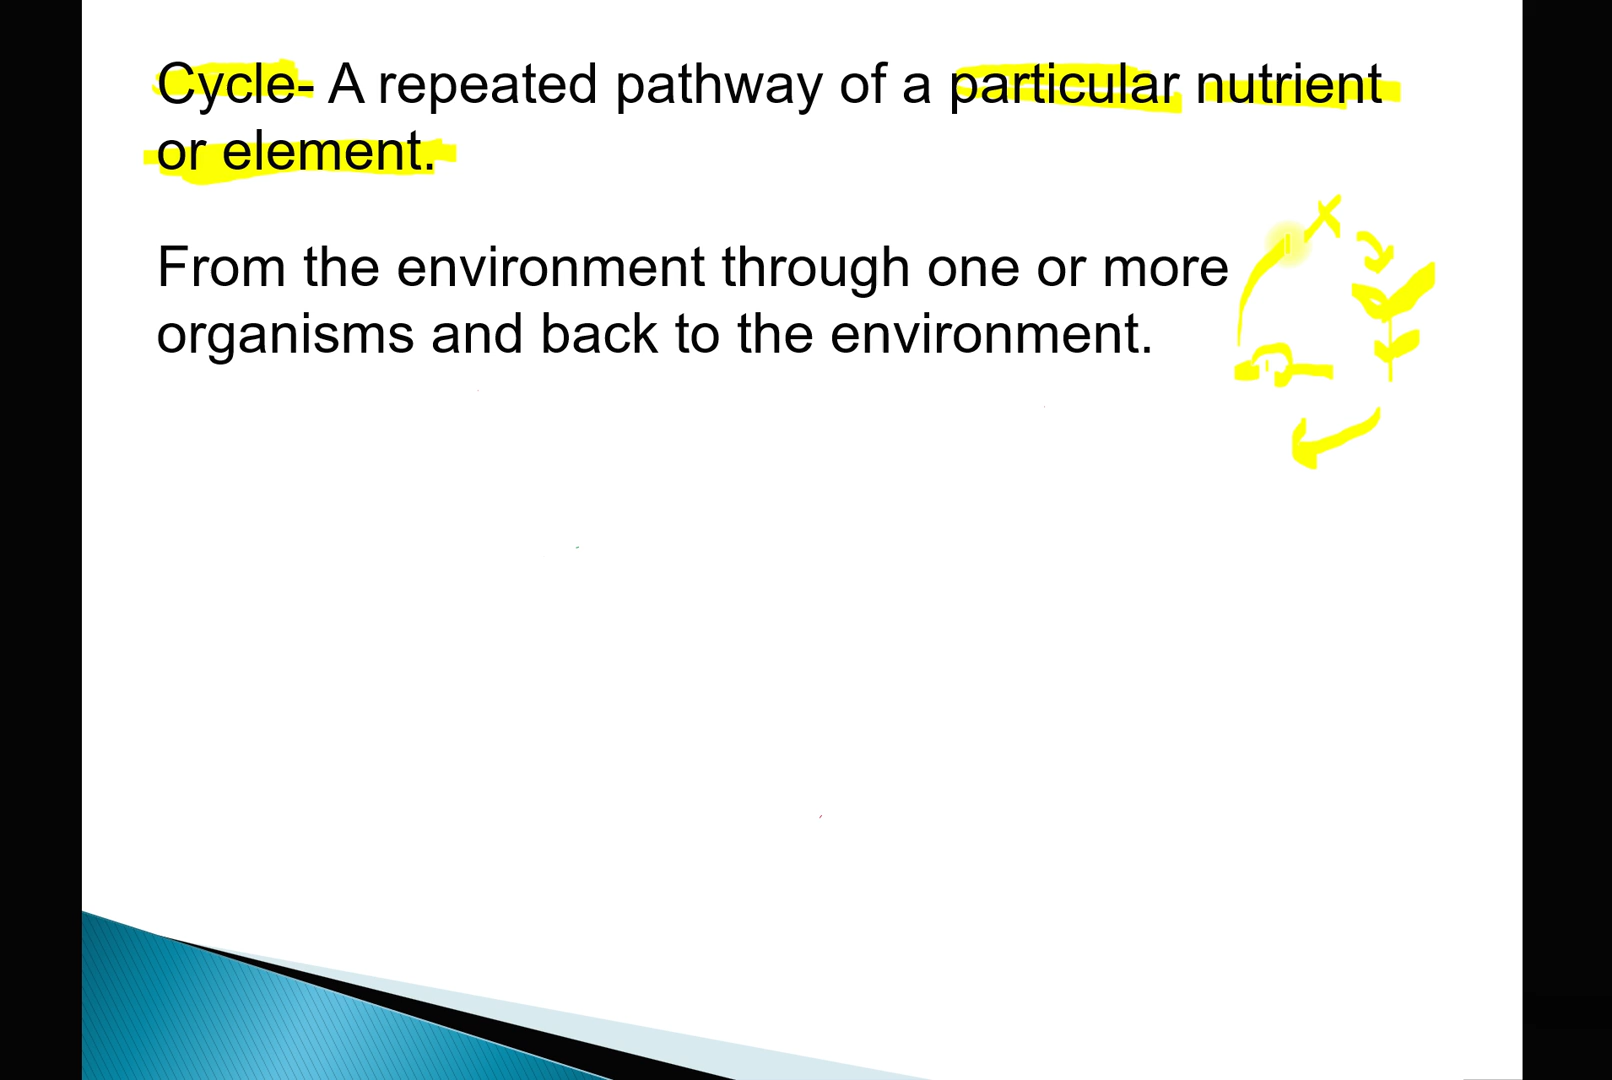 Cycle- A repeated pathway of a particular nutrient
or element.
From the environment through one or more
organisms and back to the environment.